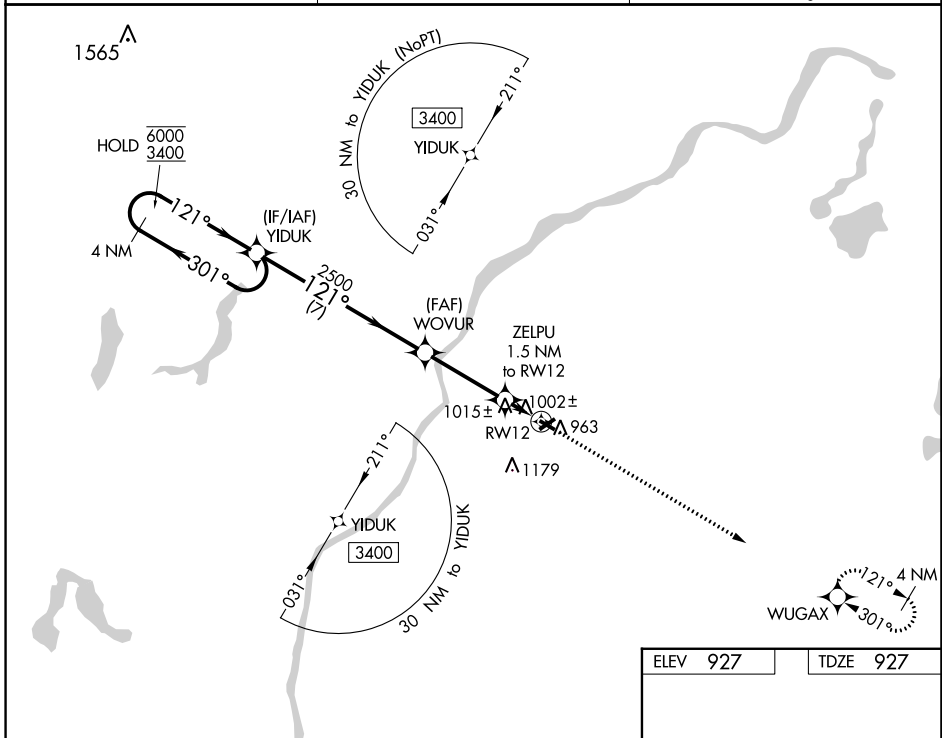 1565
30 NM to YIDUK (NoPT)
211°
3400
YIDUK
031°
HOLD 6000
3400
121°
4 NM
301°
(IF/IAF)
YIDUK
2500
121°
(7)
(FAF)
WOVUR
ZELPU
1.5 NM
to RW12
1015± 1002±
RW12 963
1179
211°
YIDUK
3400
031°
30 NM to YIDUK
121° 4 NM
WUGAX 301°
ELEV 927 TDZE 927